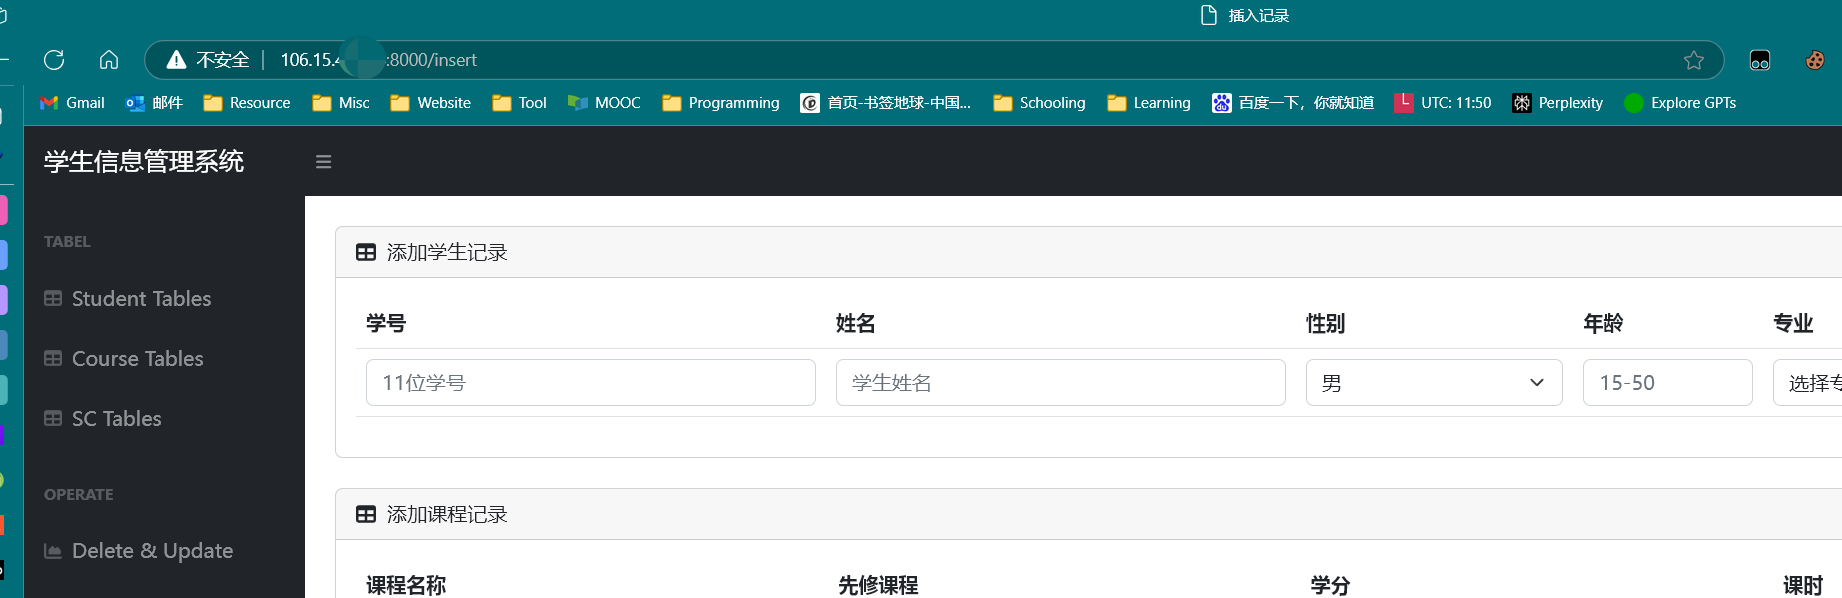 插入记录
不安全 106.15.4 :8000/insert
Gmail 邮件 Resource Misc Website Tool MOOC Programming 首页-书签地球-中国... Schooling Learning 百度一下，你就知道 UTC: 11:50 Perplexity Explore GPTs
学生信息管理系统
TABEL
Student Tables
Course Tables
SC Tables
OPERATE
Delete & Update
添加学生记录
学号 姓名 性别 年龄 专业
11位学号 学生姓名 男 15-50 选择专
添加课程记录
课程名称 先修课程 学分 课时